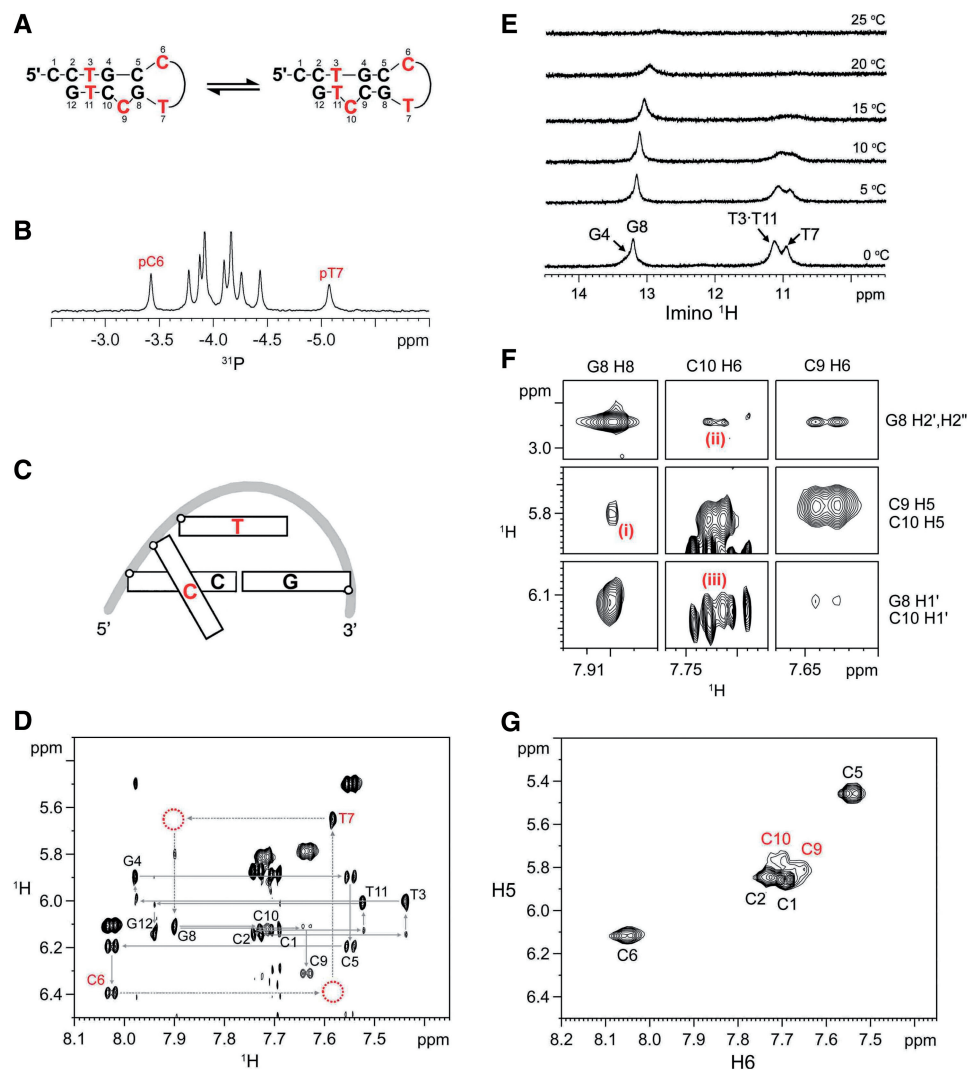 A
5' C C T G C C
1 2 3 4 5 6
G T C C G T
12 11 10 9 8 7
5' C C T G C C
1 2 3 4 5 6
G T C C G T
12 11 10 9 8 7
B
pC6
pT7
-3.0 -3.5 -4.0 -4.5 -5.0 ppm
31P
C
T
C
C G
5' 3'
D
ppm
5.4
5.6
5.8
6.0
6.2
6.4
1H
T7
G4
T11 T3
G12 G8 C10
C2 C1
C9 C5
C6
8.1 8.0 7.9 7.8 7.7 7.6 7.5 ppm
1H
E
25 °C
20 °C
15 °C
10 °C
5 °C
G4 G8 T3·T11 T7
0 °C
14 13 12 11 ppm
Imino 1H
F
G8 H8 C10 H6 C9 H6
ppm
3.0
(ii)
G8 H2',H2"
5.8
1H
(i)
C9 H5
C10 H5
6.1
(iii)
G8 H1'
C10 H1'
7.91 7.75 7.65 ppm
1H
G
ppm
5.4
5.6
5.8
6.0
6.2
6.4
H5
C5
C10
C9
C2 C1
C6
8.2 8.1 8.0 7.9 7.8 7.7 7.6 7.5 ppm
H6